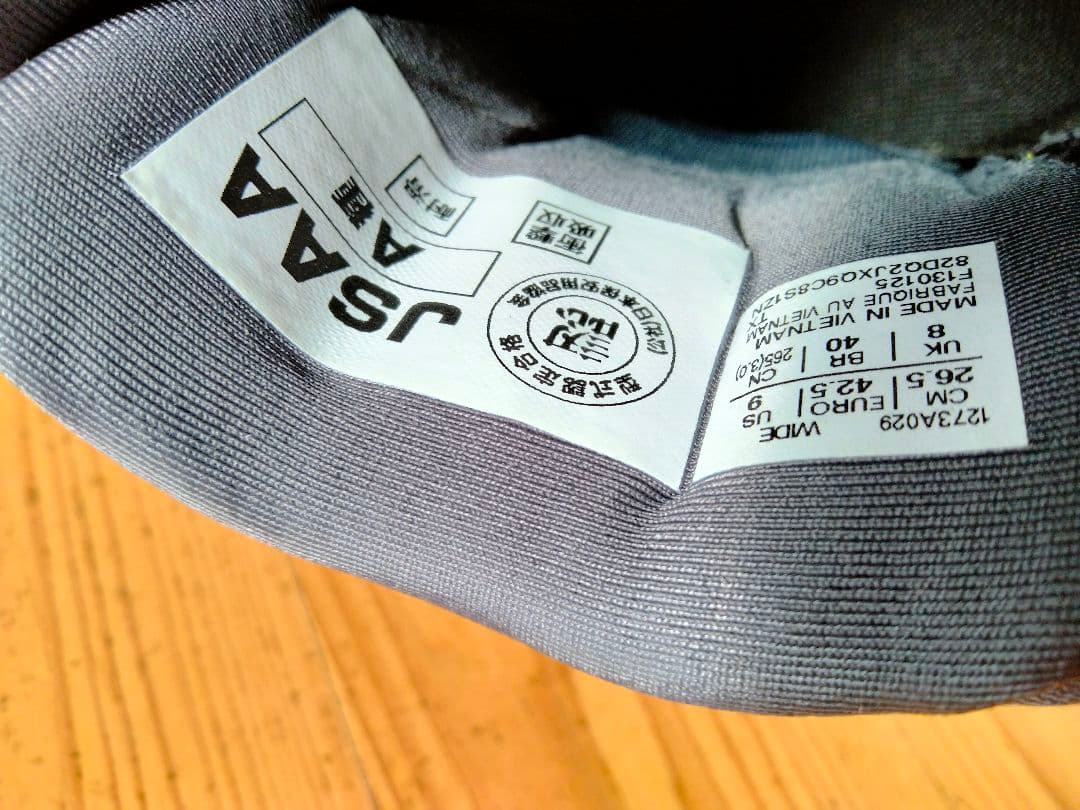 JSAA
A種
耐滑
衝撃
吸収
型式認定合格
(公社)日本保安用品協会
1273A029 WIDE
CM EURO US
26.5 42.5 9
UK BR CN
8 40 265(3.0)
MADE IN VIETNAM
FABRIQUE AU VIETNAM
F130125 TX
82DQ2JXQ9C8S1ZN